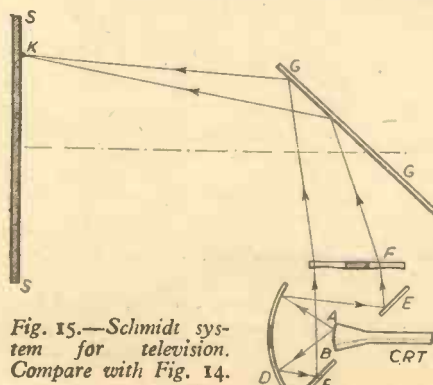 S
K
G
G
F
E
A
B
CRT
D
E
S
Fig. 15.—Schmidt sys-
tem for television.
Compare with Fig. 14.